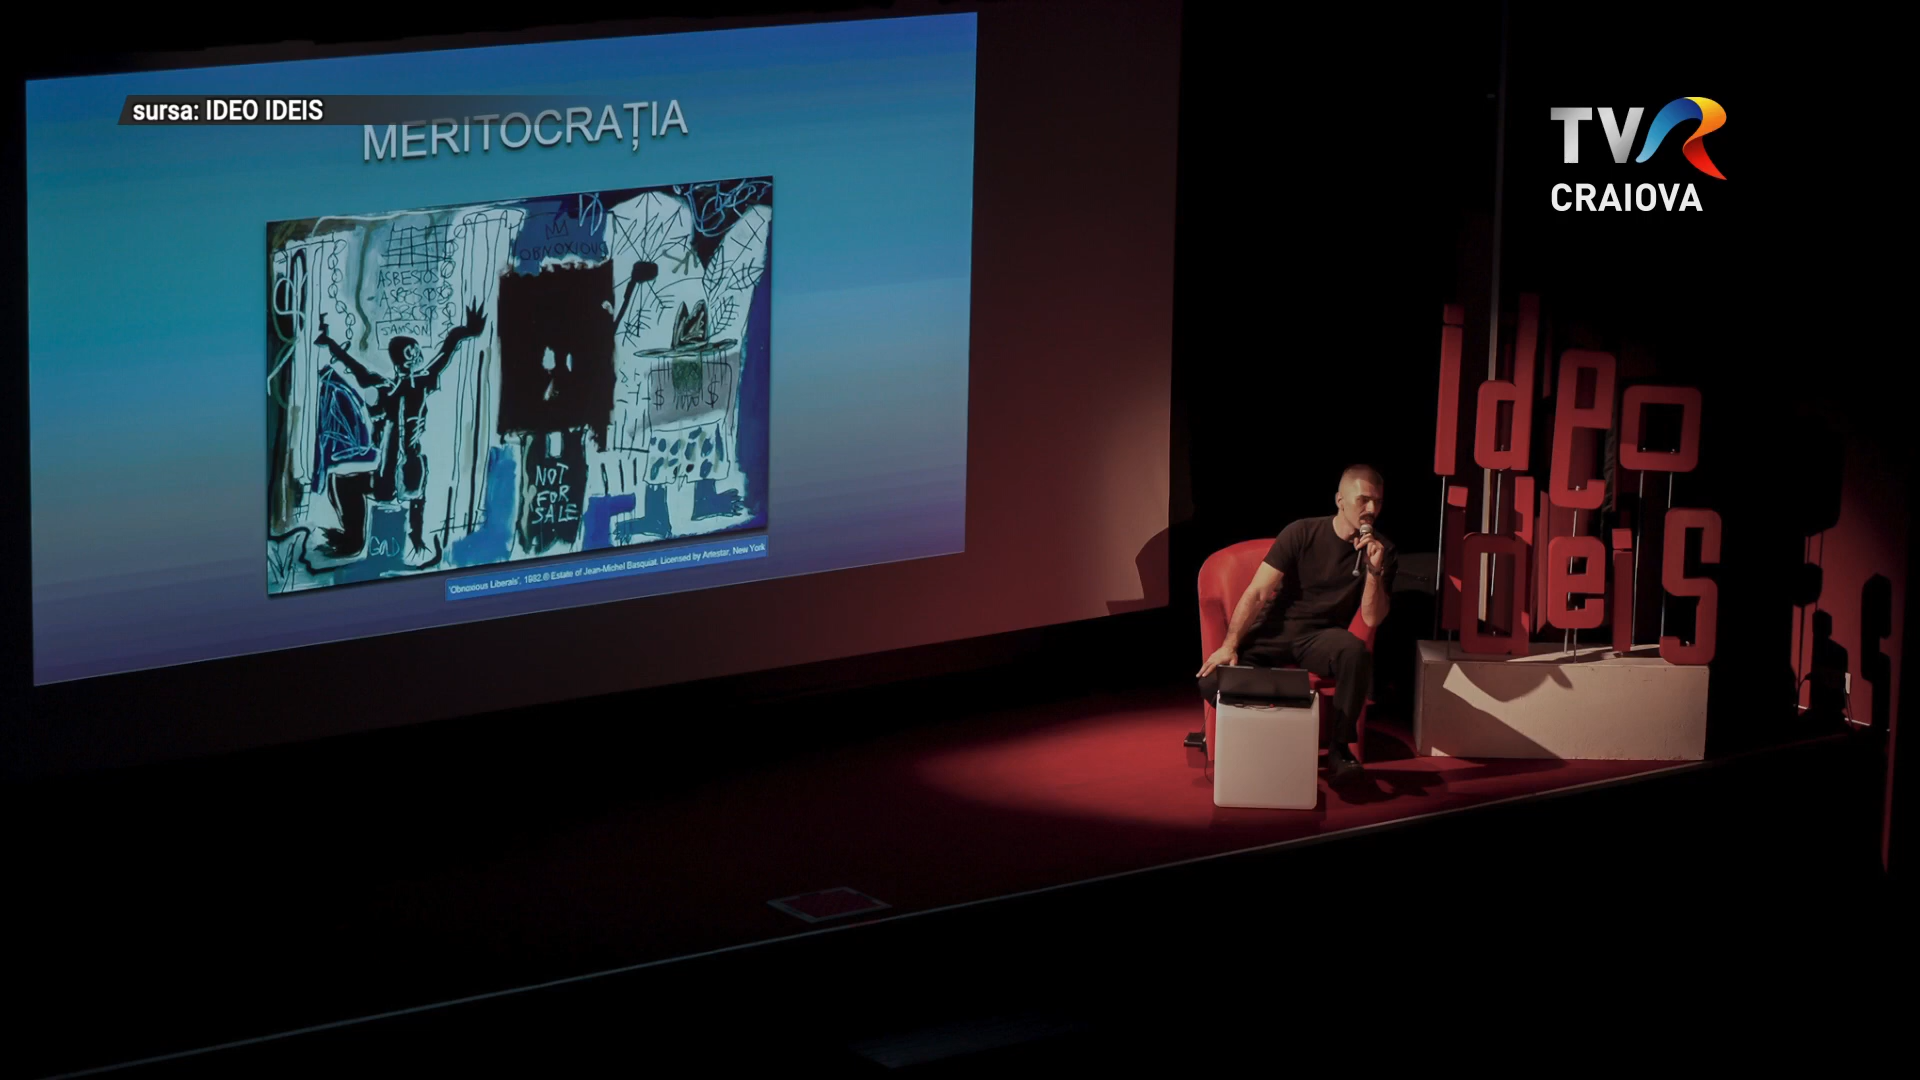 sursa: IDEO IDEIS
MERITOCRAȚIA
OBNOXIOUS
ASBESTOS
SAMSON
NOT
FOR
SALE
'Obnoxious Liberals', 1982.© Estate of Jean-Michel Basquiat. Licensed by Artestar, New York
TVR
CRAIOVA
ideo
ideis